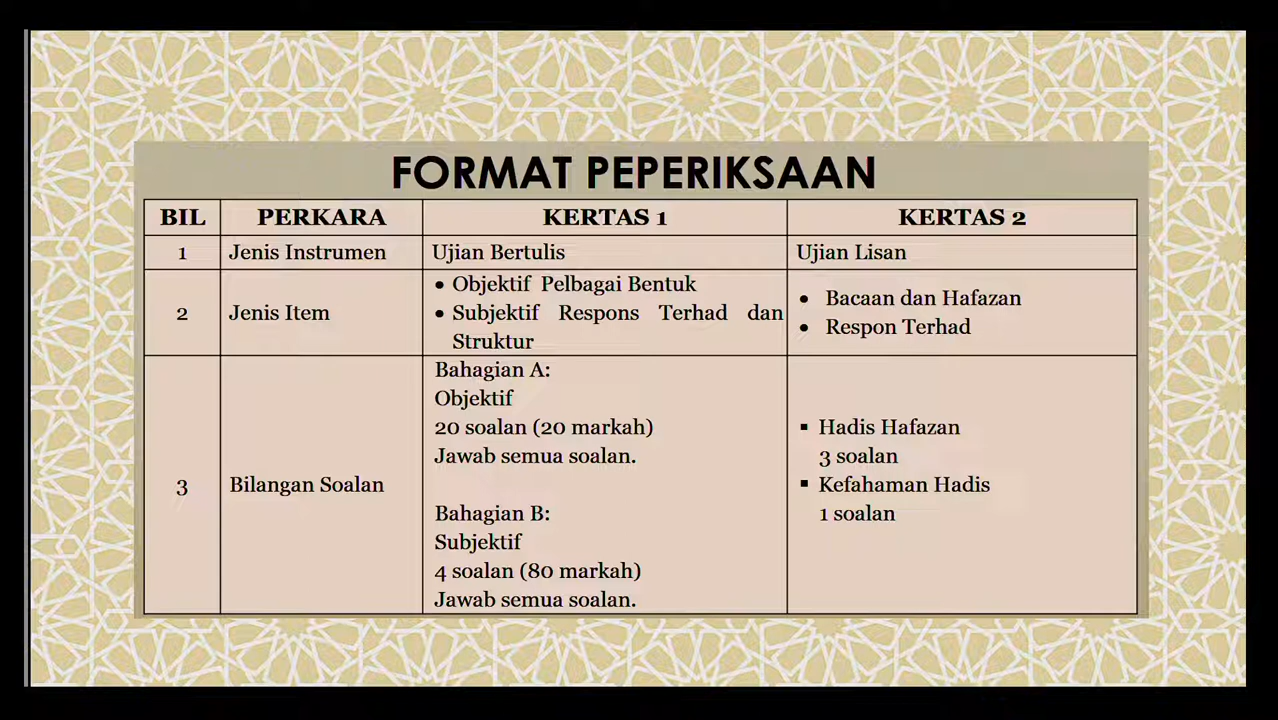 FORMAT PEPERIKSAAN
BIL PERKARA KERTAS 1 KERTAS 2
1 Jenis Instrumen Ujian Bertulis Ujian Lisan
2 Jenis Item
• Objektif Pelbagai Bentuk
• Subjektif Respons Terhad dan
Struktur
• Bacaan dan Hafazan
• Respon Terhad
3 Bilangan Soalan
Bahagian A:
Objektif
20 soalan (20 markah)
Jawab semua soalan.
Bahagian B:
Subjektif
4 soalan (80 markah)
Jawab semua soalan.
▪ Hadis Hafazan
3 soalan
▪ Kefahaman Hadis
1 soalan